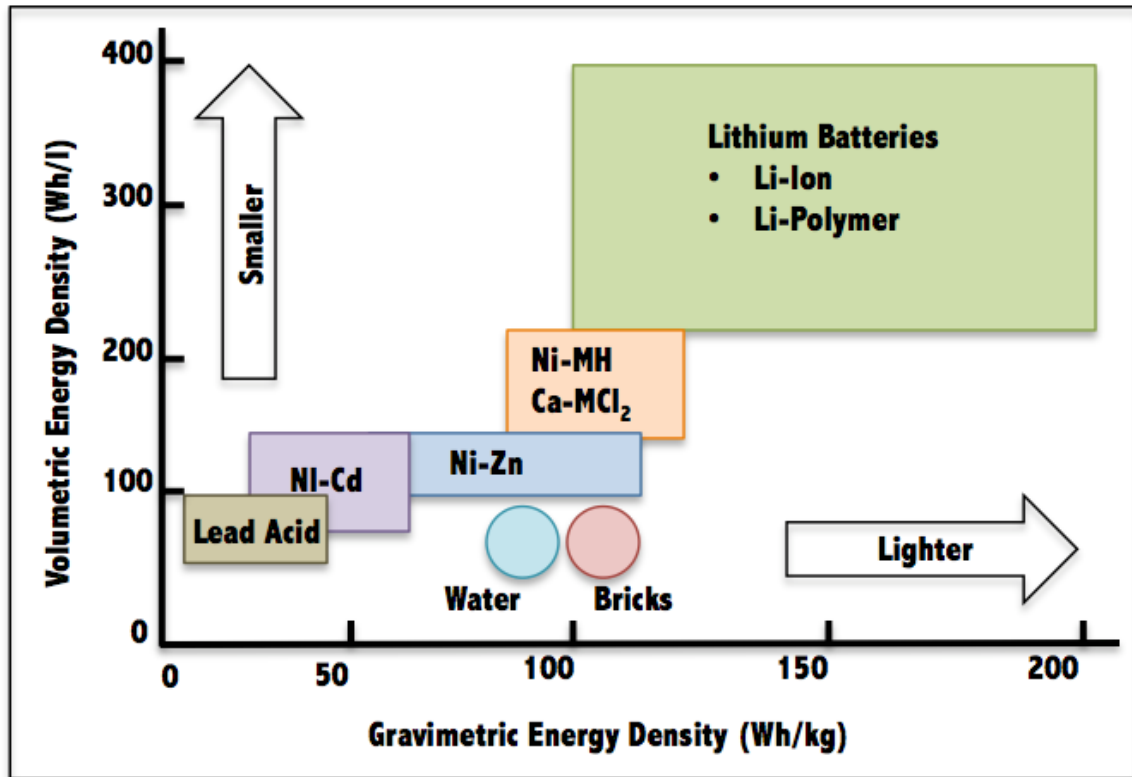 Volumetric Energy Density (Wh/l)
400
300
200
100
0
Smaller
Lithium Batteries
• Li-Ion
• Li-Polymer
Ni-MH
Ca-MCl₂
Ni-Zn
NI-Cd
Lead Acid
Water
Bricks
Lighter
0
50
100
150
200
Gravimetric Energy Density (Wh/kg)